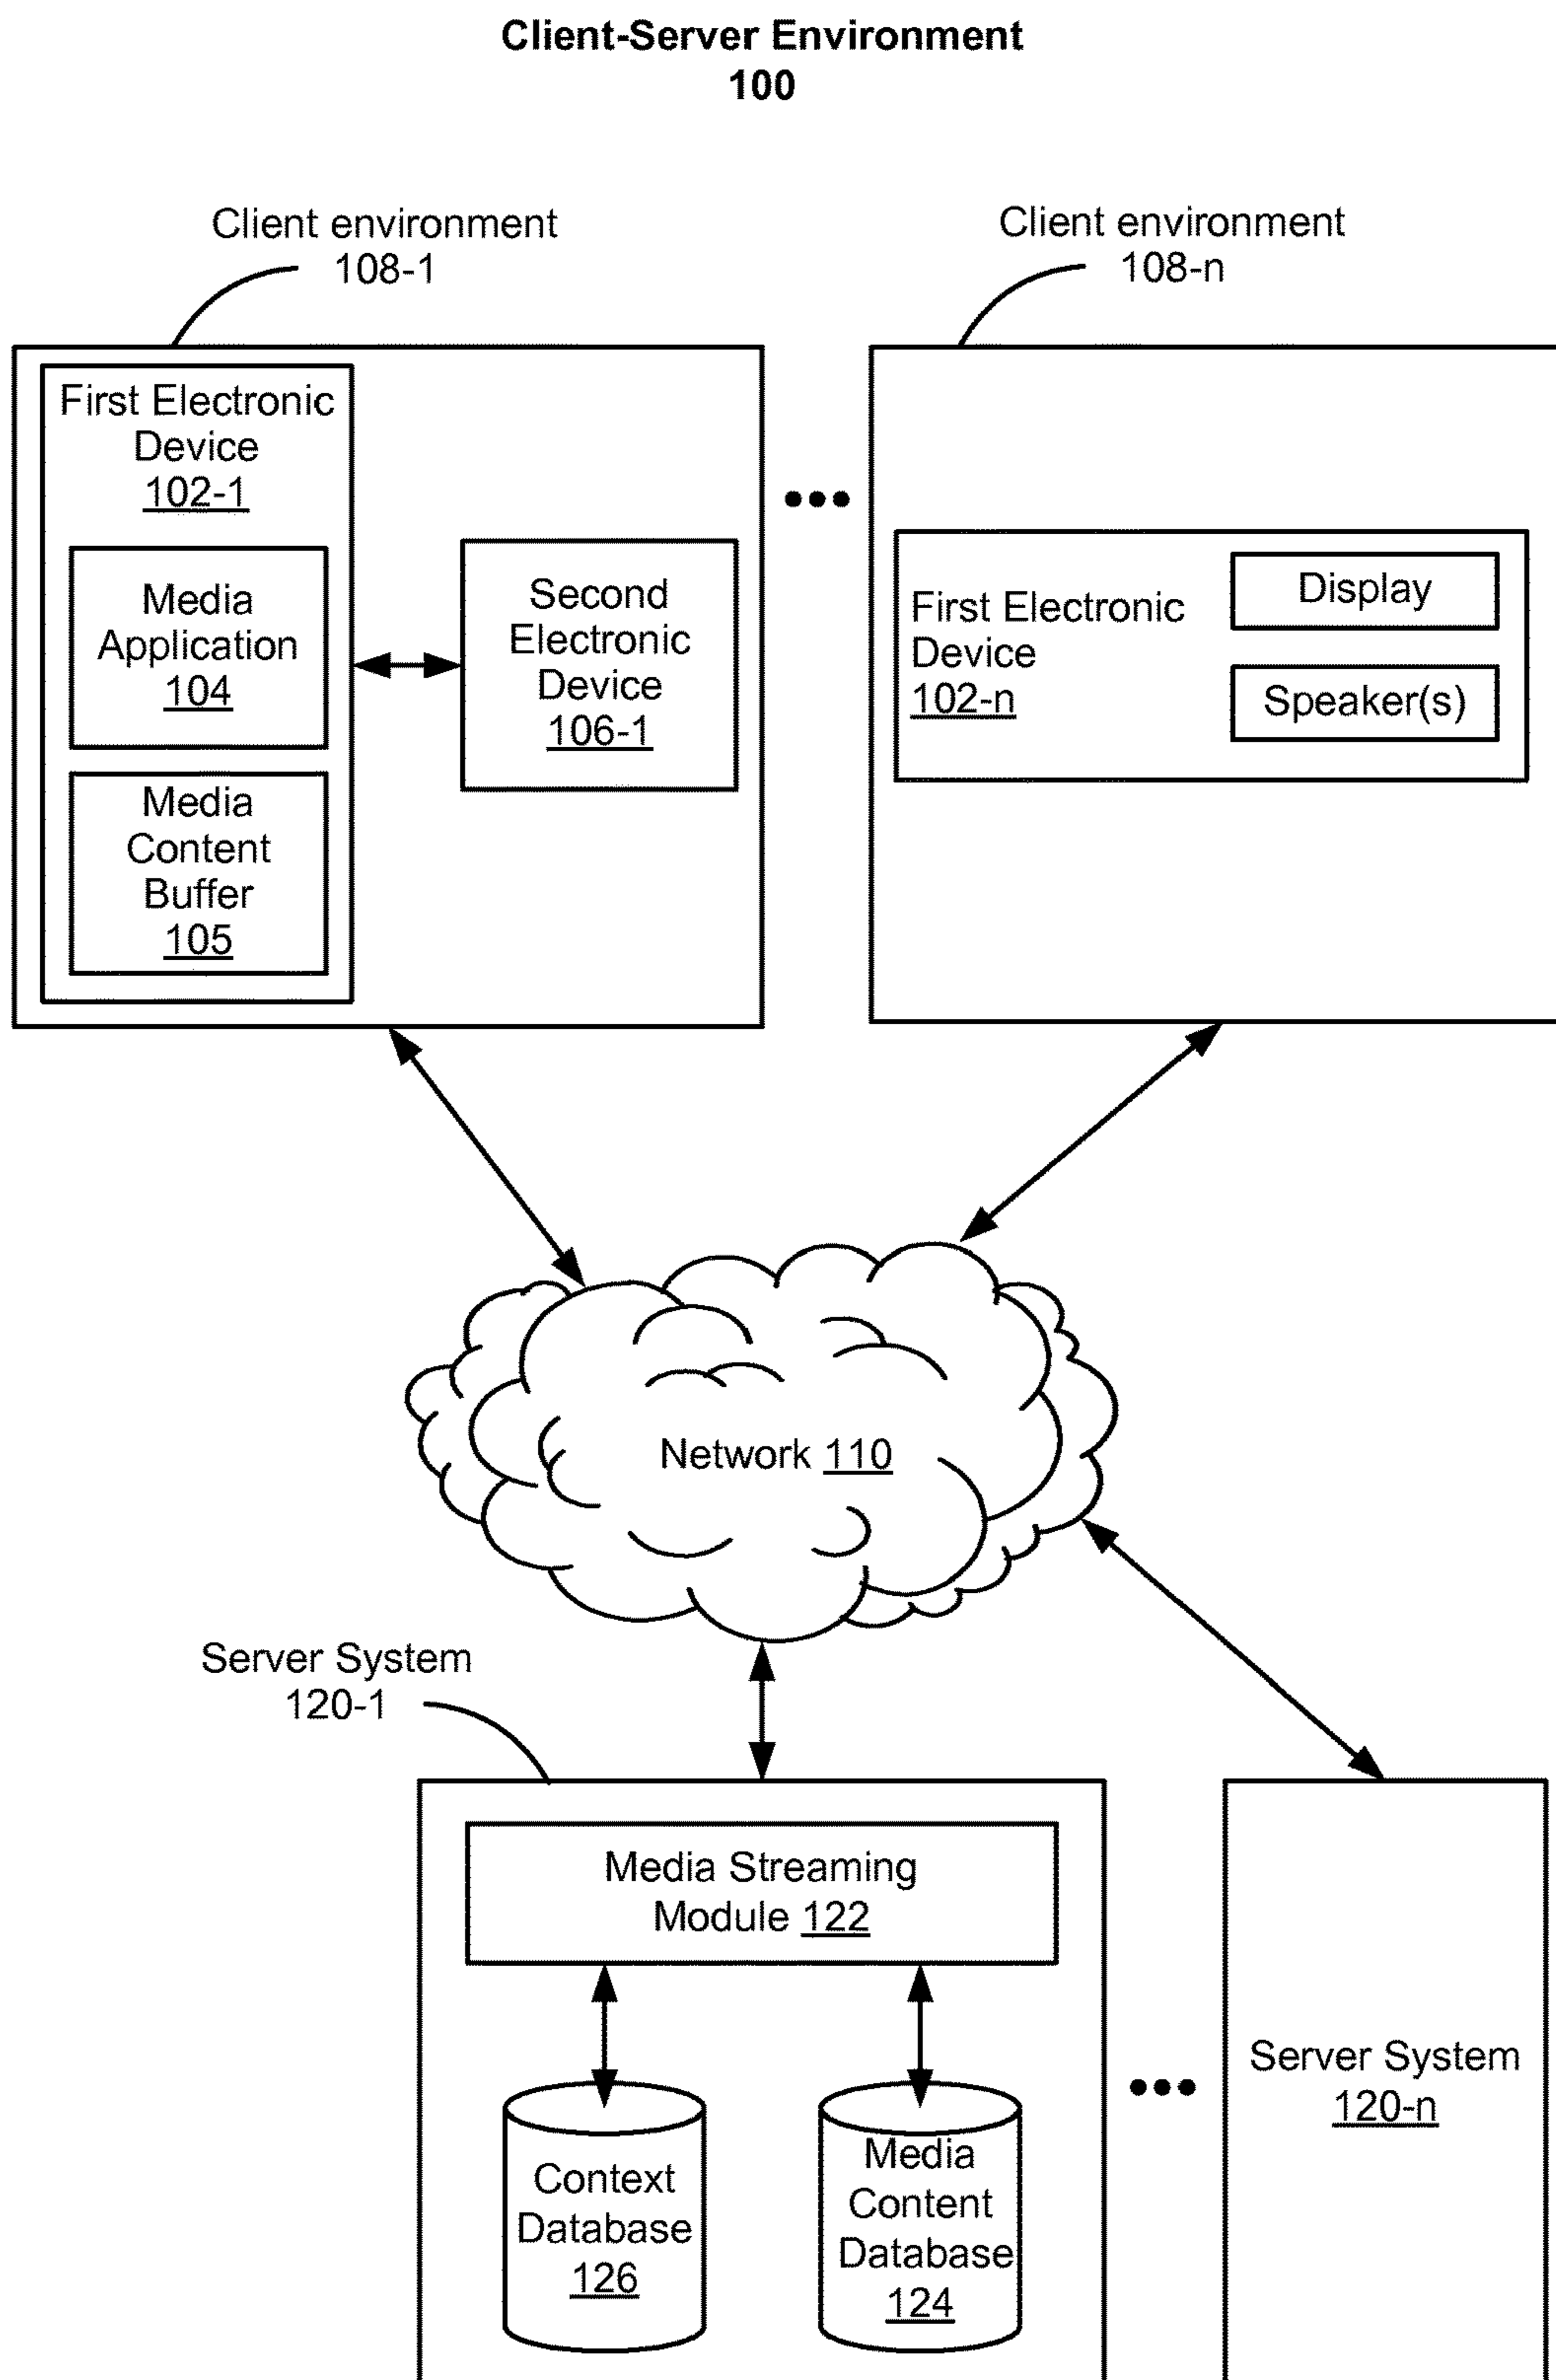 Client-Server Environment
100
Client environment
108-1
Client environment
108-n
First Electronic
Device
102-1
Media
Application
104
Media
Content
Buffer
105
Second
Electronic
Device
106-1
First Electronic
Device
102-n
Display
Speaker(s)
Network 110
Server System
120-1
Media Streaming
Module 122
Context
Database
126
Media
Content
Database
124
Server System
120-n